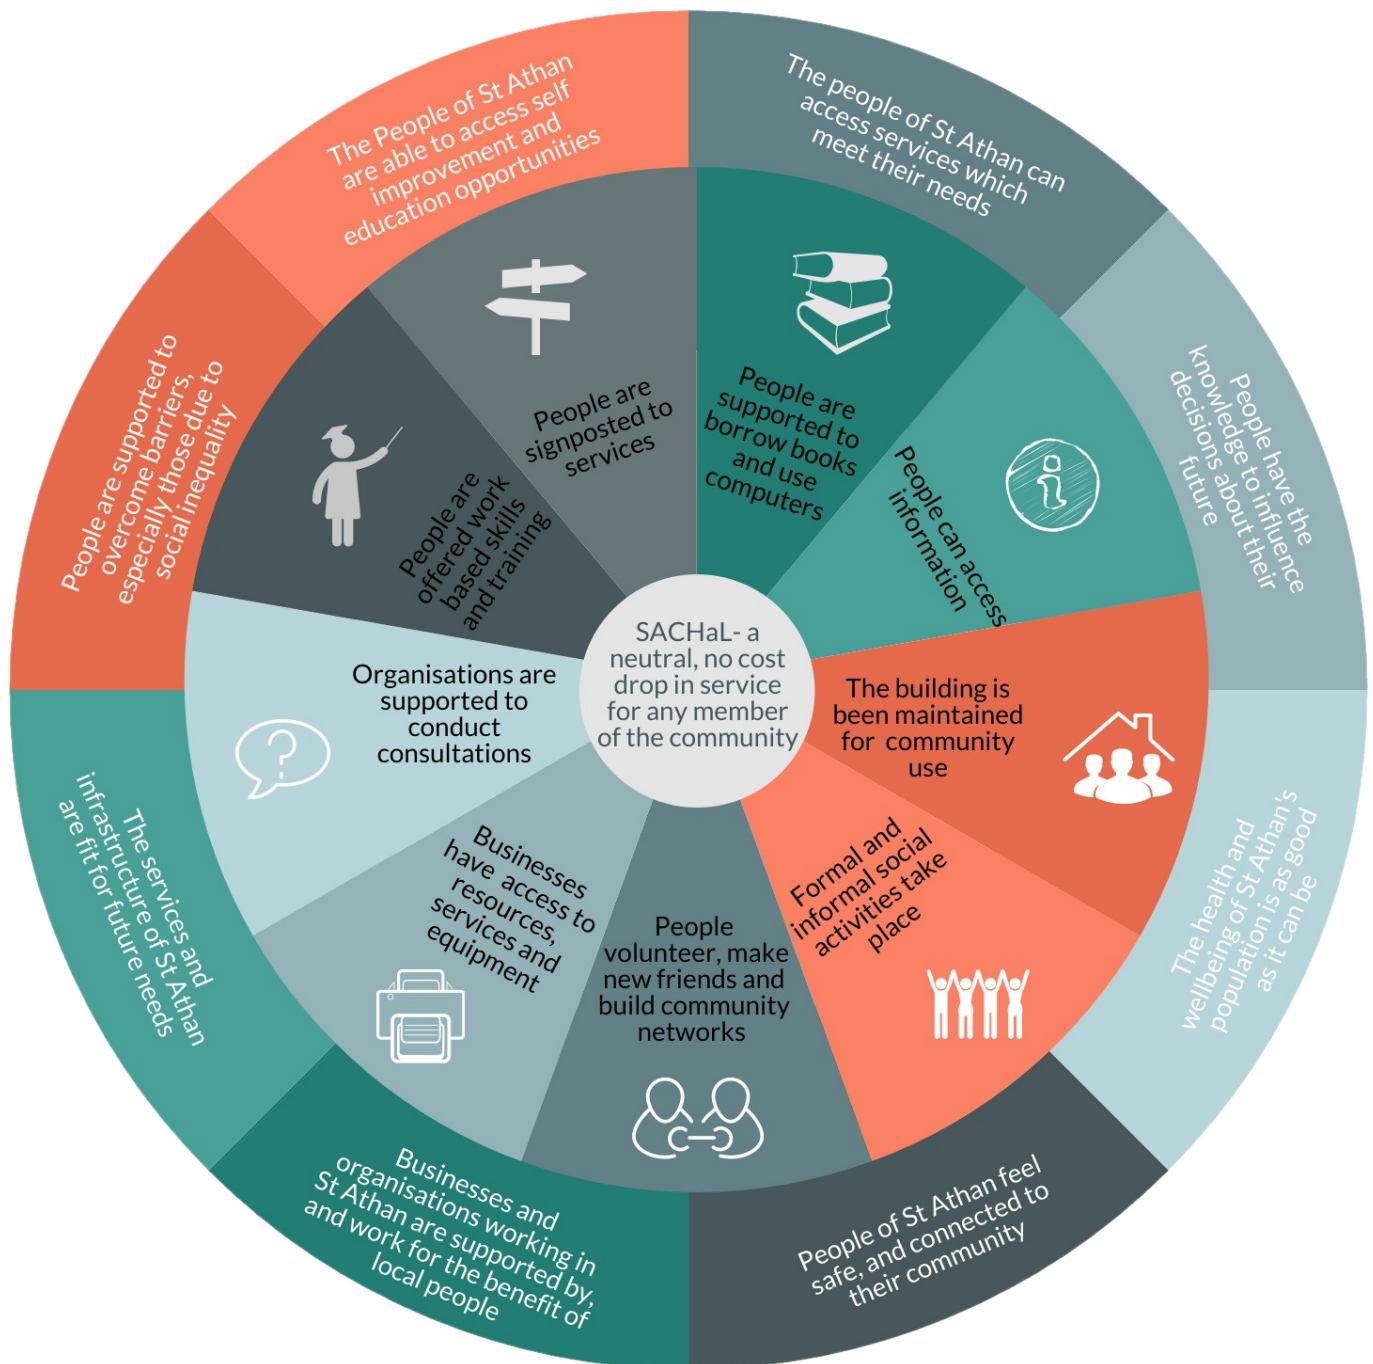 The People of St Athan
are able to access self
improvement and
education opportunities
The people of St Athan can
access services which
meet their needs
People have the
knowledge to influence
decisions about their
future
The health and
wellbeing of St Athan's
population is as good
as it can be
People of St Athan feel
safe, and connected to
their community
Businesses and
organisations working in
St Athan are supported by,
and work for the benefit of
local people
The services and
infrastructure of St Athan
are fit for future needs
People are supported to
overcome barriers,
especially those due to
social inequality
People are
signposted to
services
People are
supported to
borrow books
and use
computers
People can access
information
i
The building is
been maintained
for community
use
Formal and
informal social
activities take
place
People
volunteer, make
new friends and
build community
networks
Businesses
have access to
resources,
services and
equipment
Organisations are
supported to
conduct
consultations
?
People are
offered work
based skills
and training
SACHaL- a
neutral, no cost
drop in service
for any member
of the community